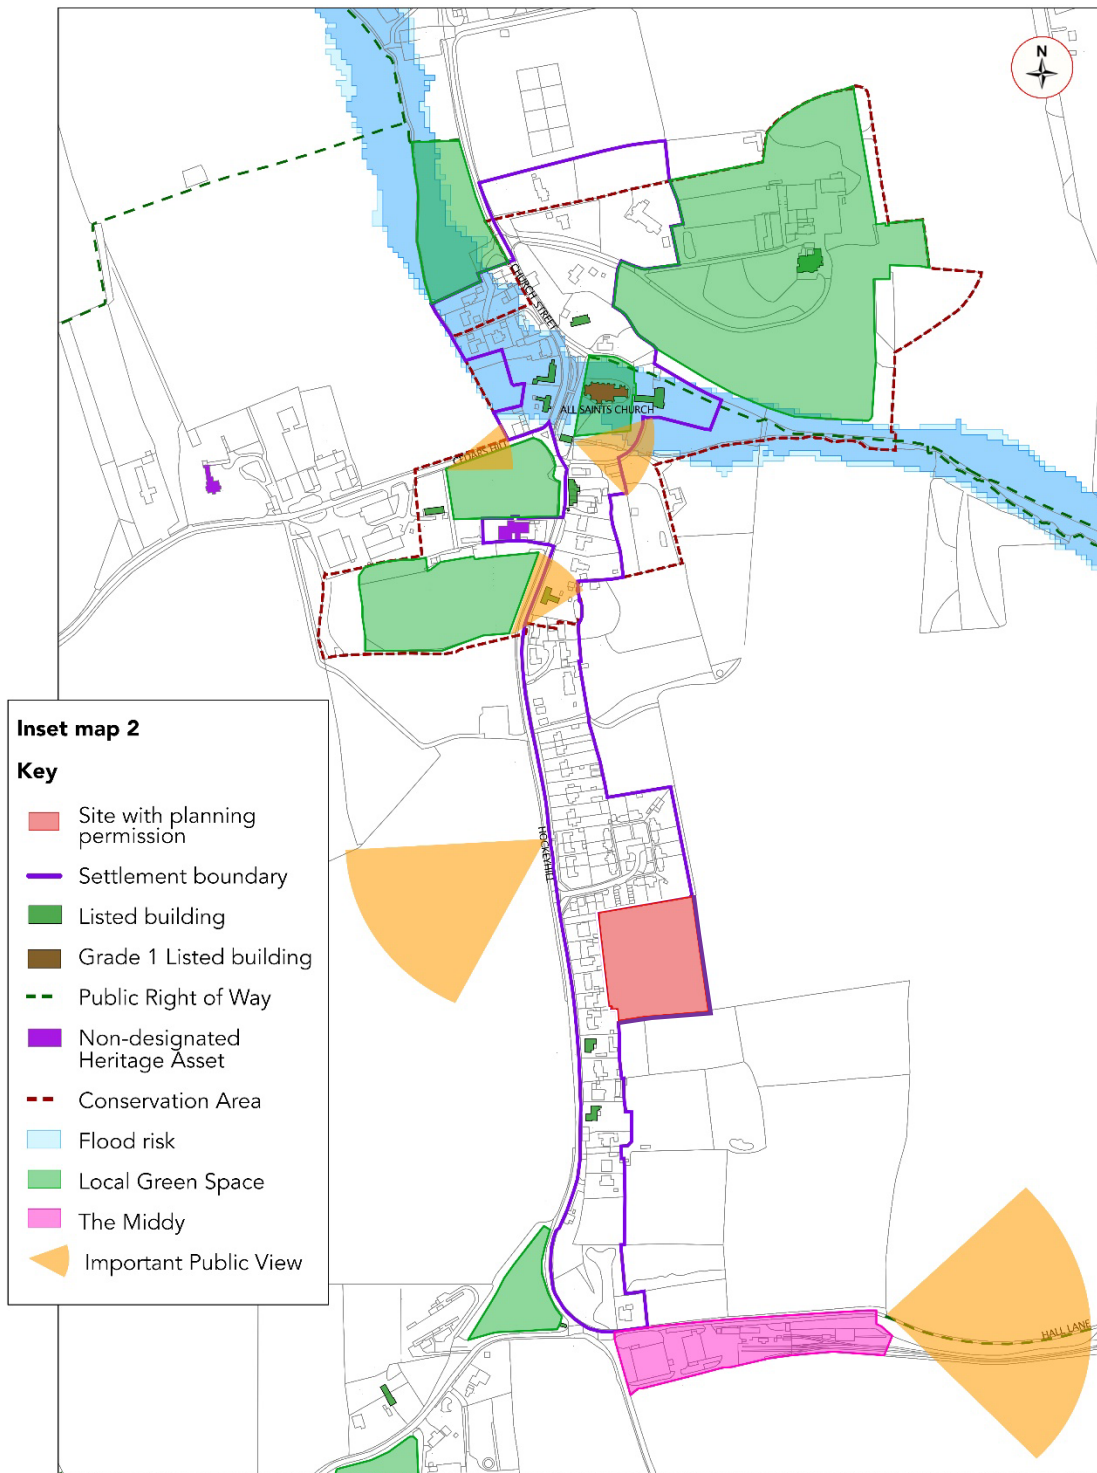 N
CHURCH STREET
ALL SAINTS CHURCH
CEDARS HILL
HOCKEYHILL
HALL LANE
Inset map 2
Key
Site with planning
permission
Settlement boundary
Listed building
Grade 1 Listed building
Public Right of Way
Non-designated
Heritage Asset
Conservation Area
Flood risk
Local Green Space
The Middy
Important Public View